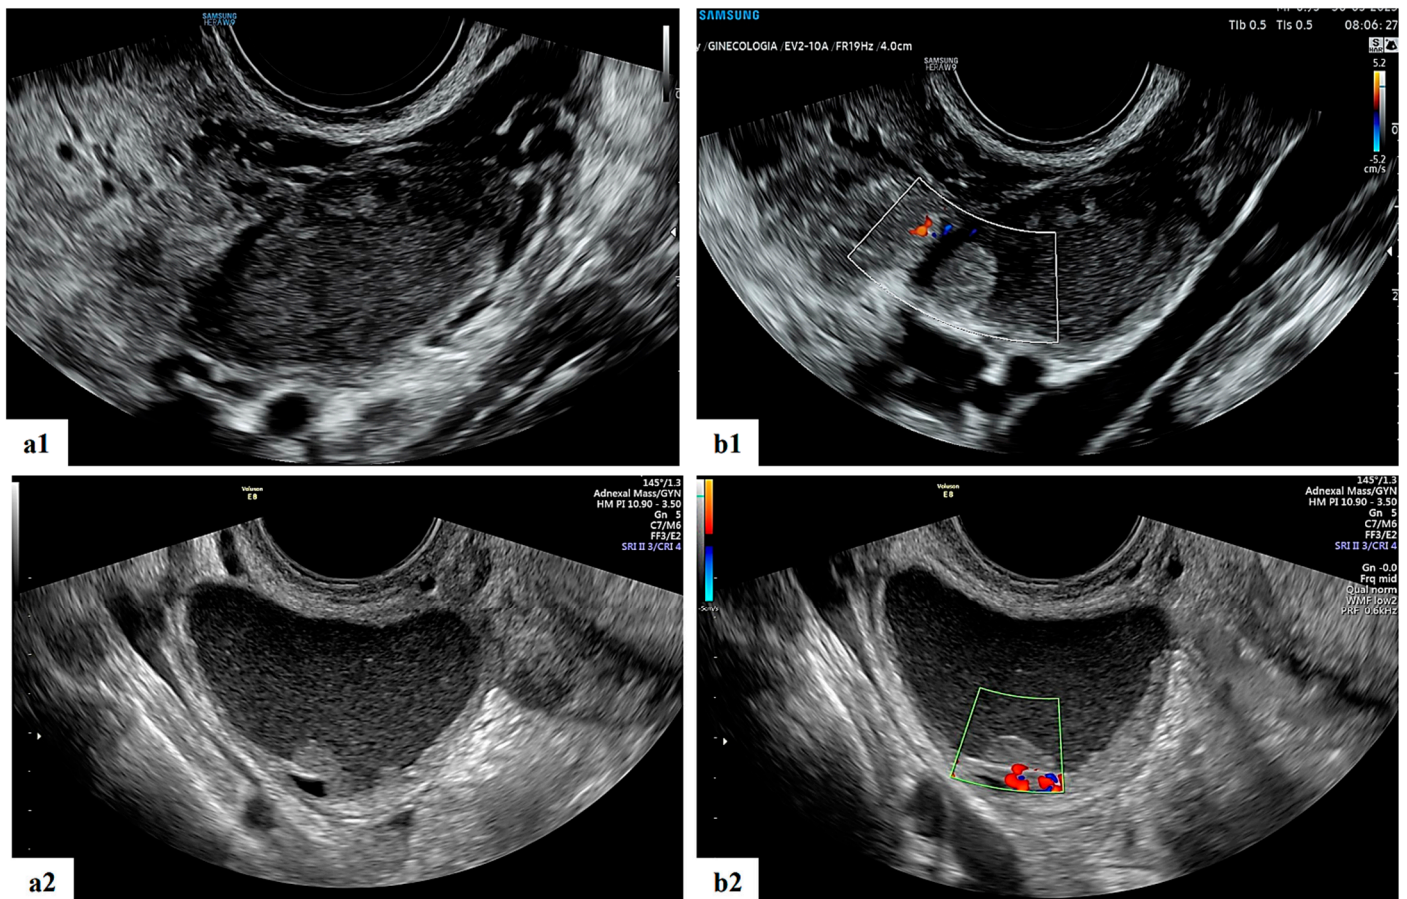 SAMSUNG
HERA W9
a1
SAMSUNG
TIb 0.5 TIs 0.5 08:06:27
/GINECOLOGIA /EV2-10A /FR19Hz /4.0cm
SAMSUNG
HERA W9
S
HAR
5.2
-5.2
cm/s
0
2
b1
Voluson
E8
145°/1.3
Adnexal Mass/GYN
HM PI 10.90 - 3.50
Gn 5
C7/M6
FF3/E2
SRI II 3/CRI 4
a2
Voluson
E8
145°/1.3
Adnexal Mass/GYN
HM PI 10.90 - 3.50
Gn 5
C7/M6
FF3/E2
SRI II 3/CRI 4
Gn -0.0
Frq mid
Qual norm
WMF low2
PRF 0.6kHz
b2